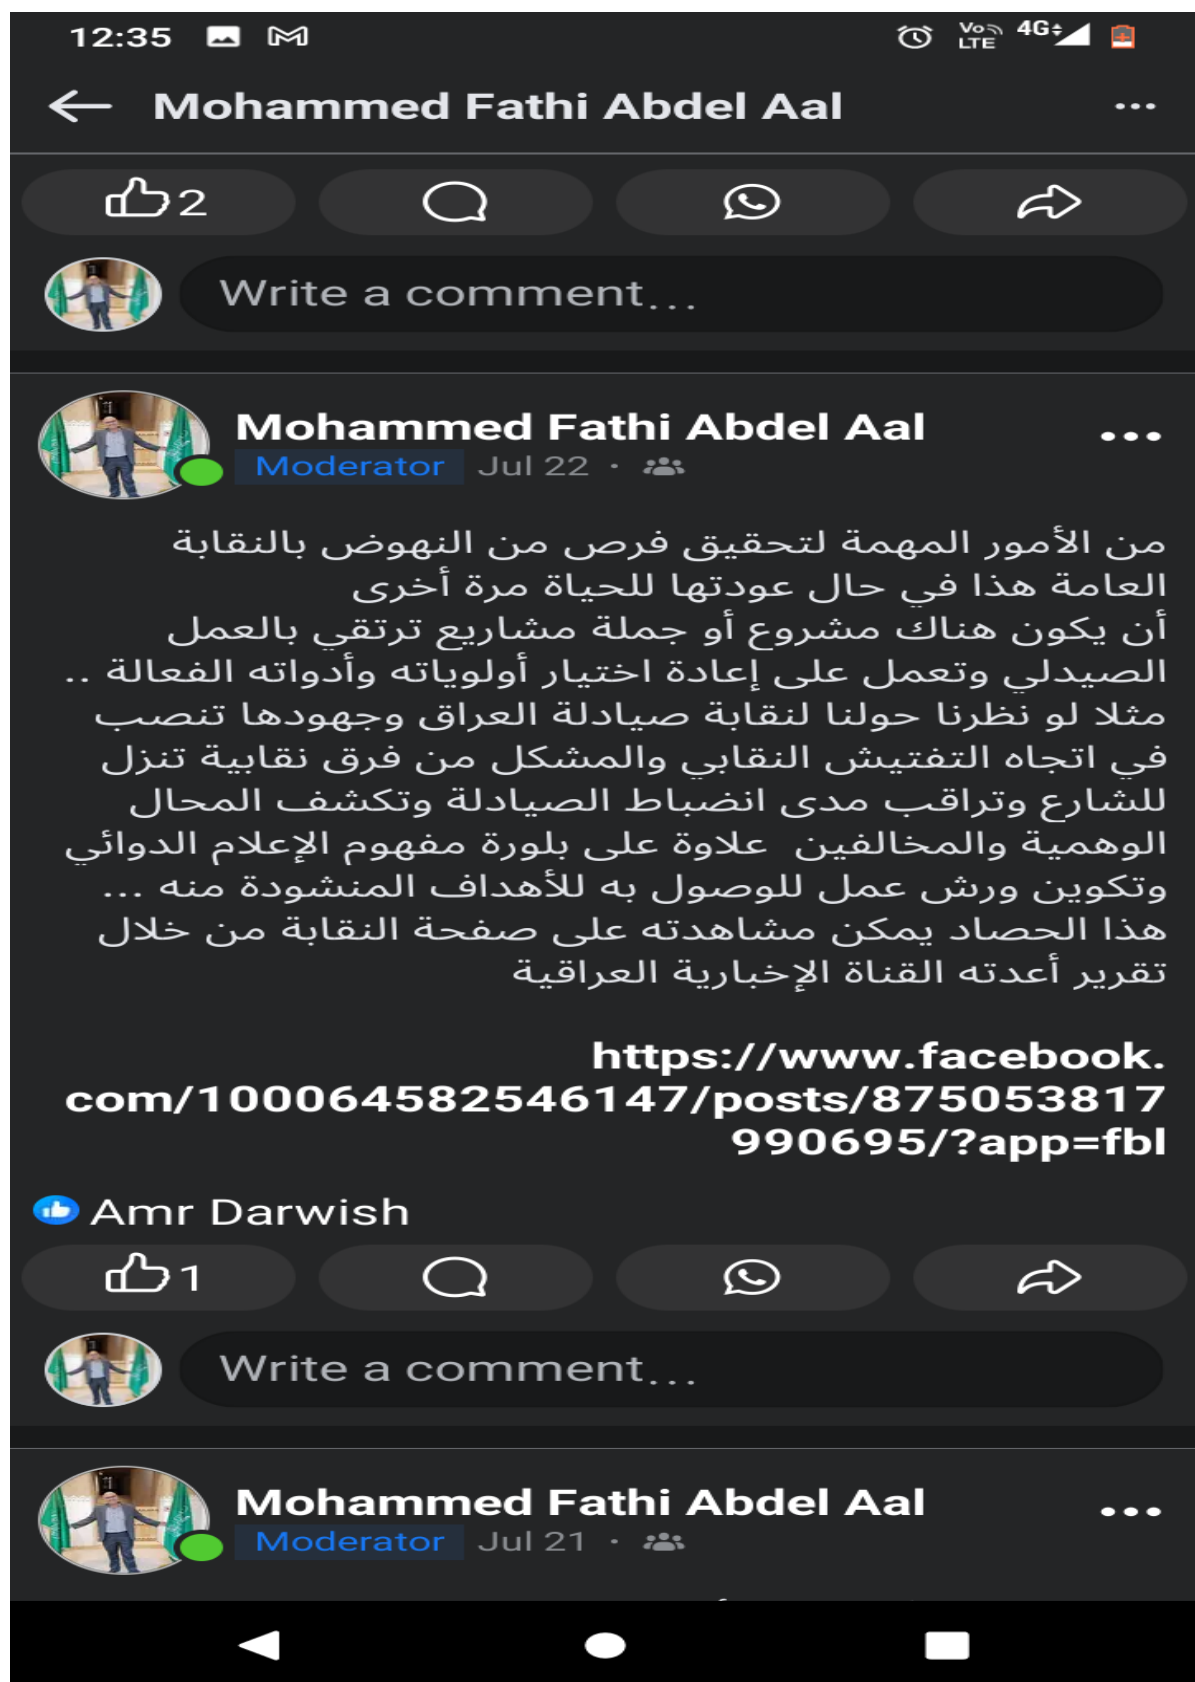 12:35
Vo LTE 4G
Mohammed Fathi Abdel Aal
2
Write a comment...
Mohammed Fathi Abdel Aal
Moderator Jul 22 ·
من الأمور المهمة لتحقيق فرص من النهوض بالنقابة
العامة هذا في حال عودتها للحياة مرة أخرى
أن يكون هناك مشروع أو جملة مشاريع ترتقي بالعمل
الصيدلي وتعمل على إعادة اختيار أولوياته وأدواته الفعالة ..
مثلا لو نظرنا حولنا لنقابة صيادلة العراق وجهودها تنصب
في اتجاه التفتيش النقابي والمشكل من فرق نقابية تنزل
للشارع وتراقب مدى انضباط الصيادلة وتكشف المحال
الوهمية والمخالفين علاوة على بلورة مفهوم الإعلام الدوائي
وتكوين ورش عمل للوصول به للأهداف المنشودة منه ...
هذا الحصاد يمكن مشاهدته على صفحة النقابة من خلال
تقرير أعدته القناة الإخبارية العراقية
https://www.facebook.
com/100064582546147/posts/875053817
990695/?app=fbl
Amr Darwish
1
Write a comment...
Mohammed Fathi Abdel Aal
Moderator Jul 21 ·